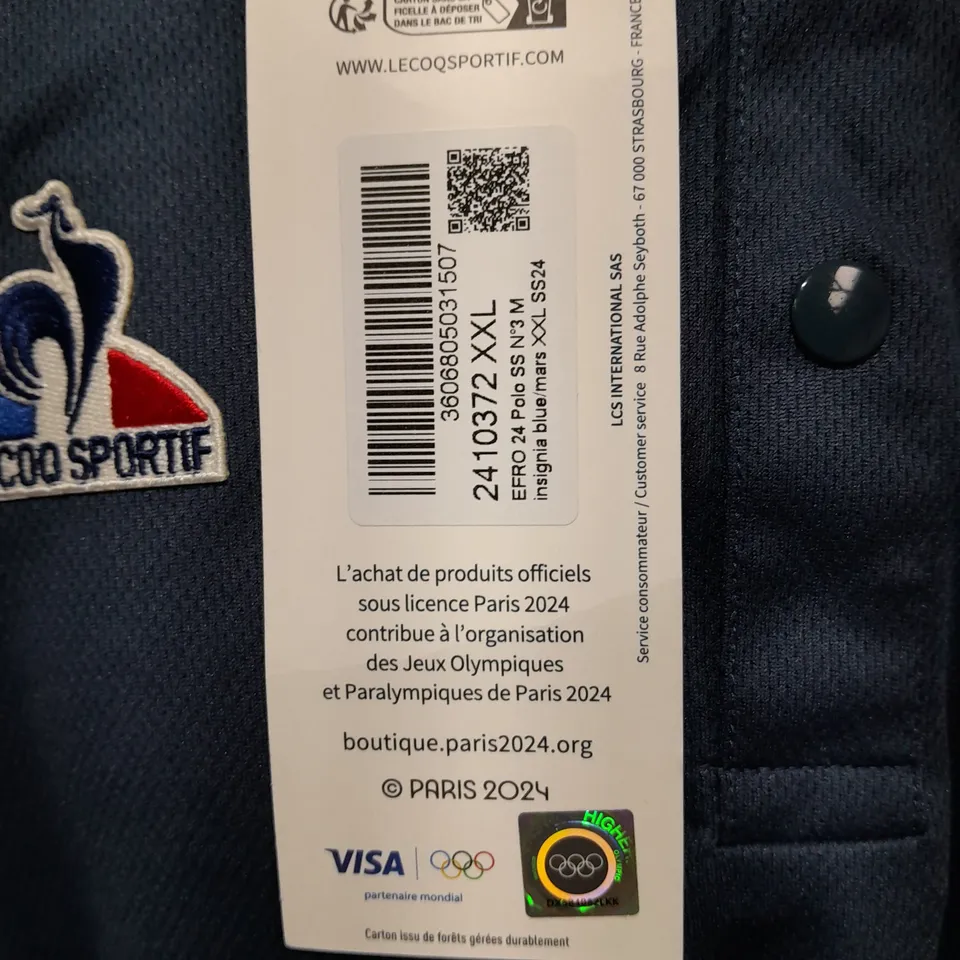 FICELLE À DÉPOSER
DANS LE BAC DE TRI
WWW.LECOQSPORTIF.COM
3606805031507
2410372 XXL
EFRO 24 Polo SS N°3 M
insignia blue/mars XXL SS24
LCS INTERNATIONAL SAS
Service consommateur / Customer service 8 Rue Adolphe Seyboth - 67 000 STRASBOURG - FRANCE
COQ SPORTIF
L'achat de produits officiels
sous licence Paris 2024
contribue à l'organisation
des Jeux Olympiques
et Paralympiques de Paris 2024
boutique.paris2024.org
© PARIS 2024
VISA
partenaire mondial
HIGHER
Carton issu de forêts gérées durablement